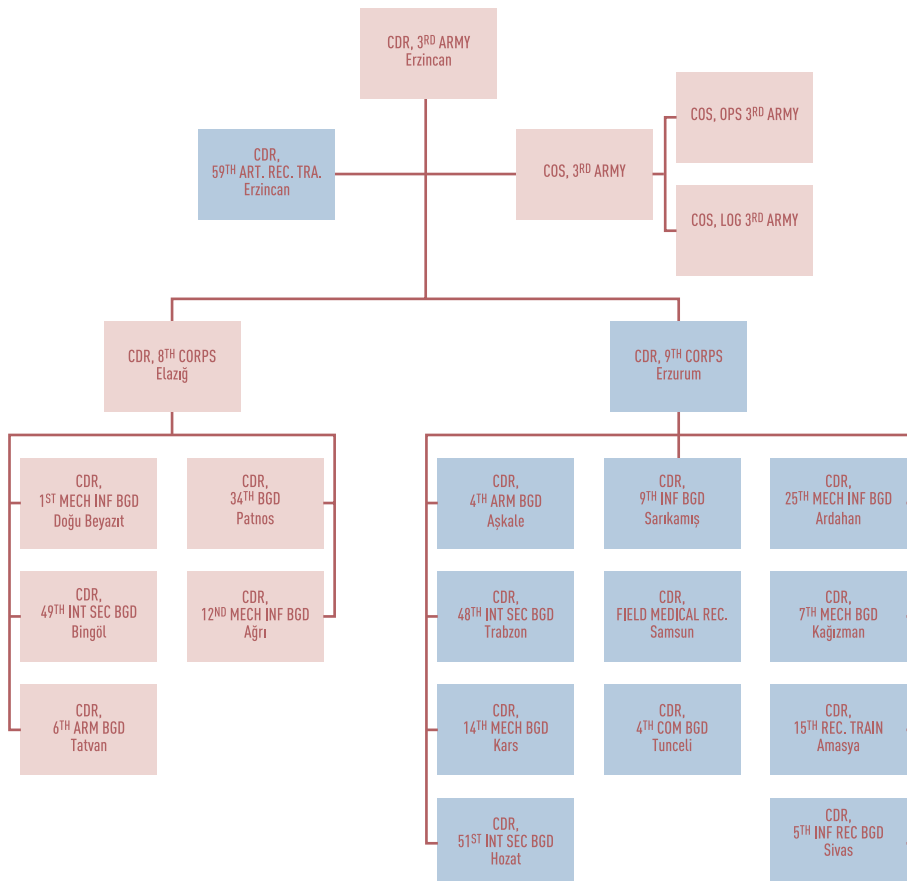 CDR, 3RD ARMY
Erzincan
CDR,
59TH ART. REC. TRA.
Erzincan
COS, 3RD ARMY
COS, OPS 3RD ARMY
COS, LOG 3RD ARMY
CDR, 8TH CORPS
Elazığ
CDR, 9TH CORPS
Erzurum
CDR,
1ST MECH INF BGD
Doğu Beyazıt
CDR,
34TH BGD
Patnos
CDR,
49TH INT SEC BGD
Bingöl
CDR,
12ND MECH INF BGD
Ağrı
CDR,
6TH ARM BGD
Tatvan
CDR,
4TH ARM BGD
Aşkale
CDR,
9TH INF BGD
Sarıkamış
CDR,
25TH MECH INF BGD
Ardahan
CDR,
48TH INT SEC BGD
Trabzon
CDR,
FIELD MEDICAL REC.
Samsun
CDR,
7TH MECH BGD
Kağızman
CDR,
14TH MECH BGD
Kars
CDR,
4TH COM BGD
Tunceli
CDR,
15TH REC. TRAIN
Amasya
CDR,
51ST INT SEC BGD
Hozat
CDR,
5TH INF REC BGD
Sivas